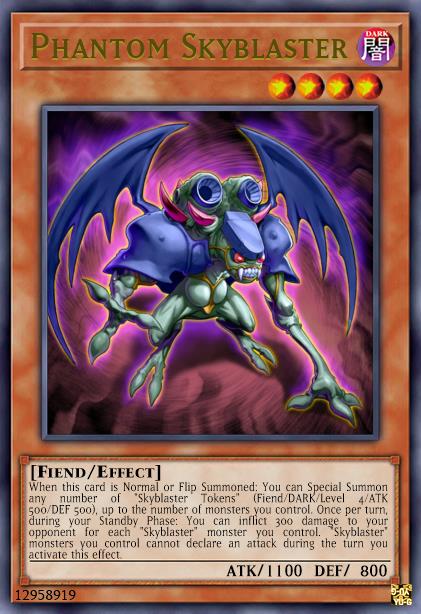 PHANTOM SKYBLASTER
DARK
闇
[FIEND/EFFECT]
When this card is Normal or Flip Summoned: You can Special Summon
any number of "Skyblaster Tokens" (Fiend/DARK/Level 4/ATK
500/DEF 500), up to the number of monsters you control. Once per turn,
during your Standby Phase: You can inflict 300 damage to your
opponent for each "Skyblaster" monster you control. "Skyblaster"
monsters you control cannot declare an attack during the turn you
activate this effect.
ATK/1100 DEF/ 800
12958919